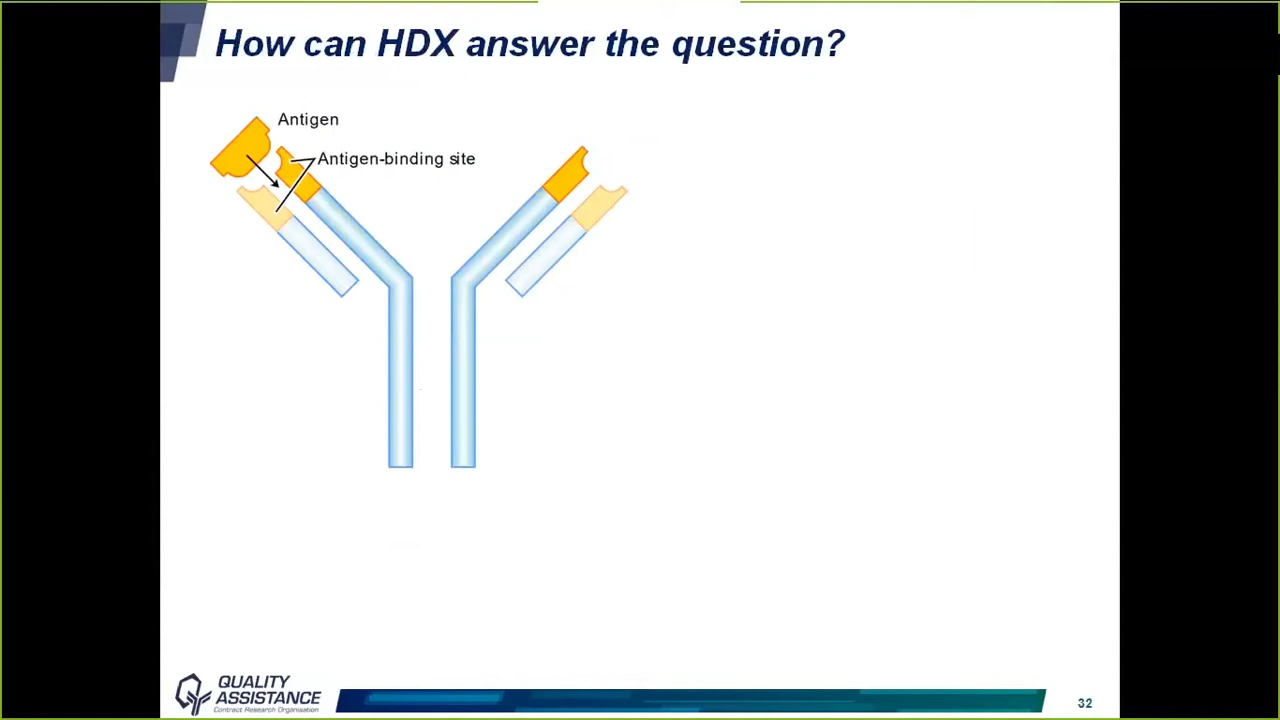 How can HDX answer the question?
Antigen
Antigen-binding site
QUALITY
ASSISTANCE
Contract Research Organisation
32